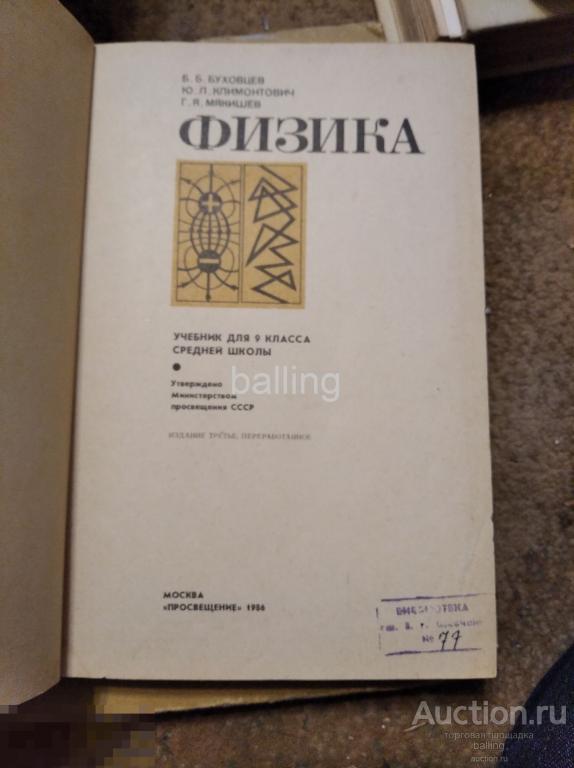 Б. Б. БУХОВЦЕВ
Ю. Л. КЛИМОНТОВИЧ
Г. Я. МЯКИШЕВ
ФИЗИКА
УЧЕБНИК ДЛЯ 9 КЛАССА
СРЕДНЕЙ ШКОЛЫ
Утверждено
Министерством
просвещения СССР
balling
ИЗДАНИЕ ТРЕТЬЕ, ПЕРЕРАБОТАННОЕ
МОСКВА
«ПРОСВЕЩЕНИЕ» 1986
БИБЛИОТЕКА
№ 77
Auction.ru
торговая площадка
balling
auction.ru